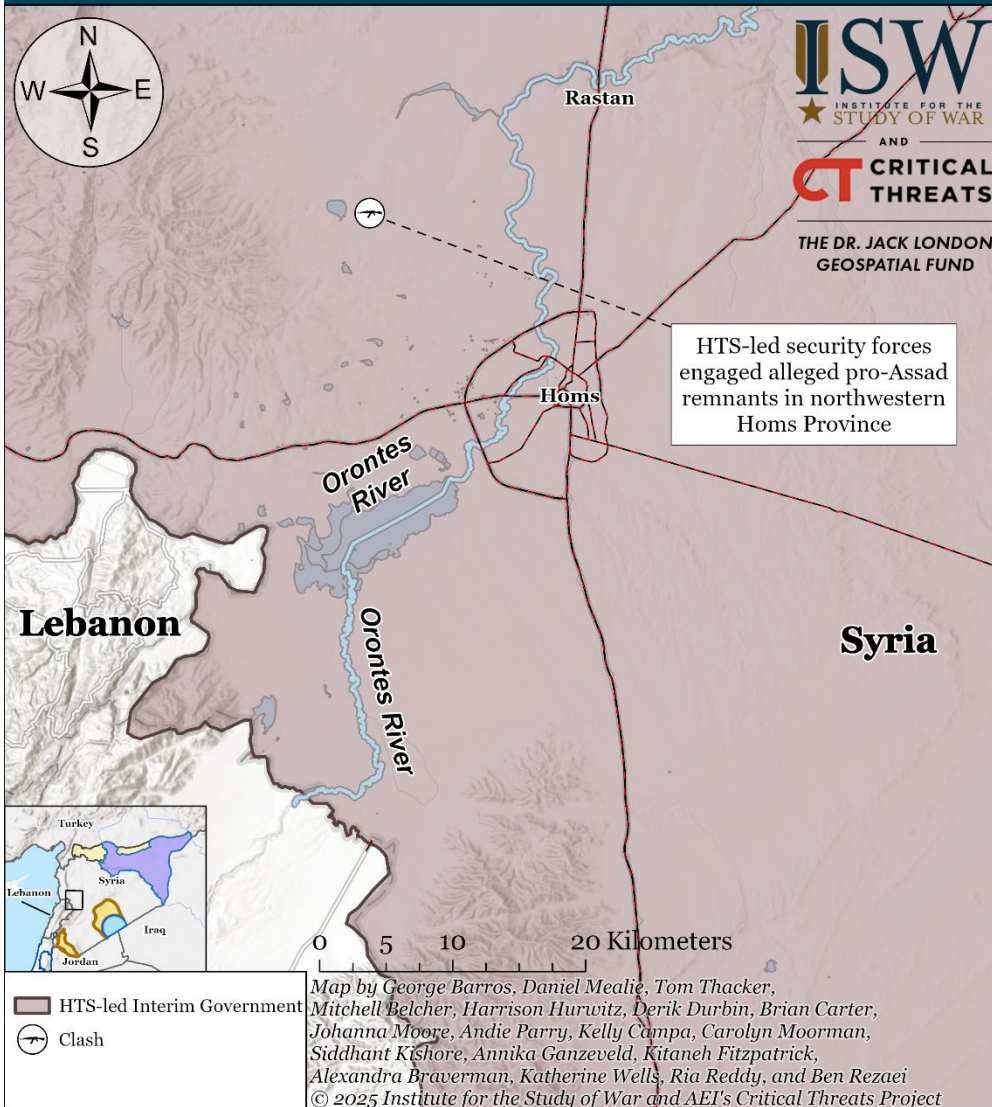 N
W
E
S
Rastan
ISW
INSTITUTE FOR THE
STUDY OF WAR
AND
CT CRITICAL
THREATS
THE DR. JACK LONDON
GEOSPATIAL FUND
HTS-led security forces
engaged alleged pro-Assad
remnants in northwestern
Homs Province
Homs
Orontes
River
Lebanon
Orontes River
Syria
Turkey
Syria
Lebanon
Iraq
Jordan
0 5 10 20 Kilometers
HTS-led Interim Government
Clash
Map by George Barros, Daniel Mealie, Tom Thacker,
Mitchell Belcher, Harrison Hurwitz, Derik Durbin, Brian Carter,
Johanna Moore, Andie Parry, Kelly Campa, Carolyn Moorman,
Siddhant Kishore, Annika Ganzeveld, Kitaneh Fitzpatrick,
Alexandra Braverman, Katherine Wells, Ria Reddy, and Ben Rezaei
© 2025 Institute for the Study of War and AEI's Critical Threats Project